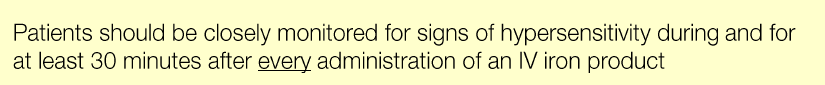 Patients should be closely monitored for signs of hypersensitivity during and for
at least 30 minutes after every administration of an IV iron product